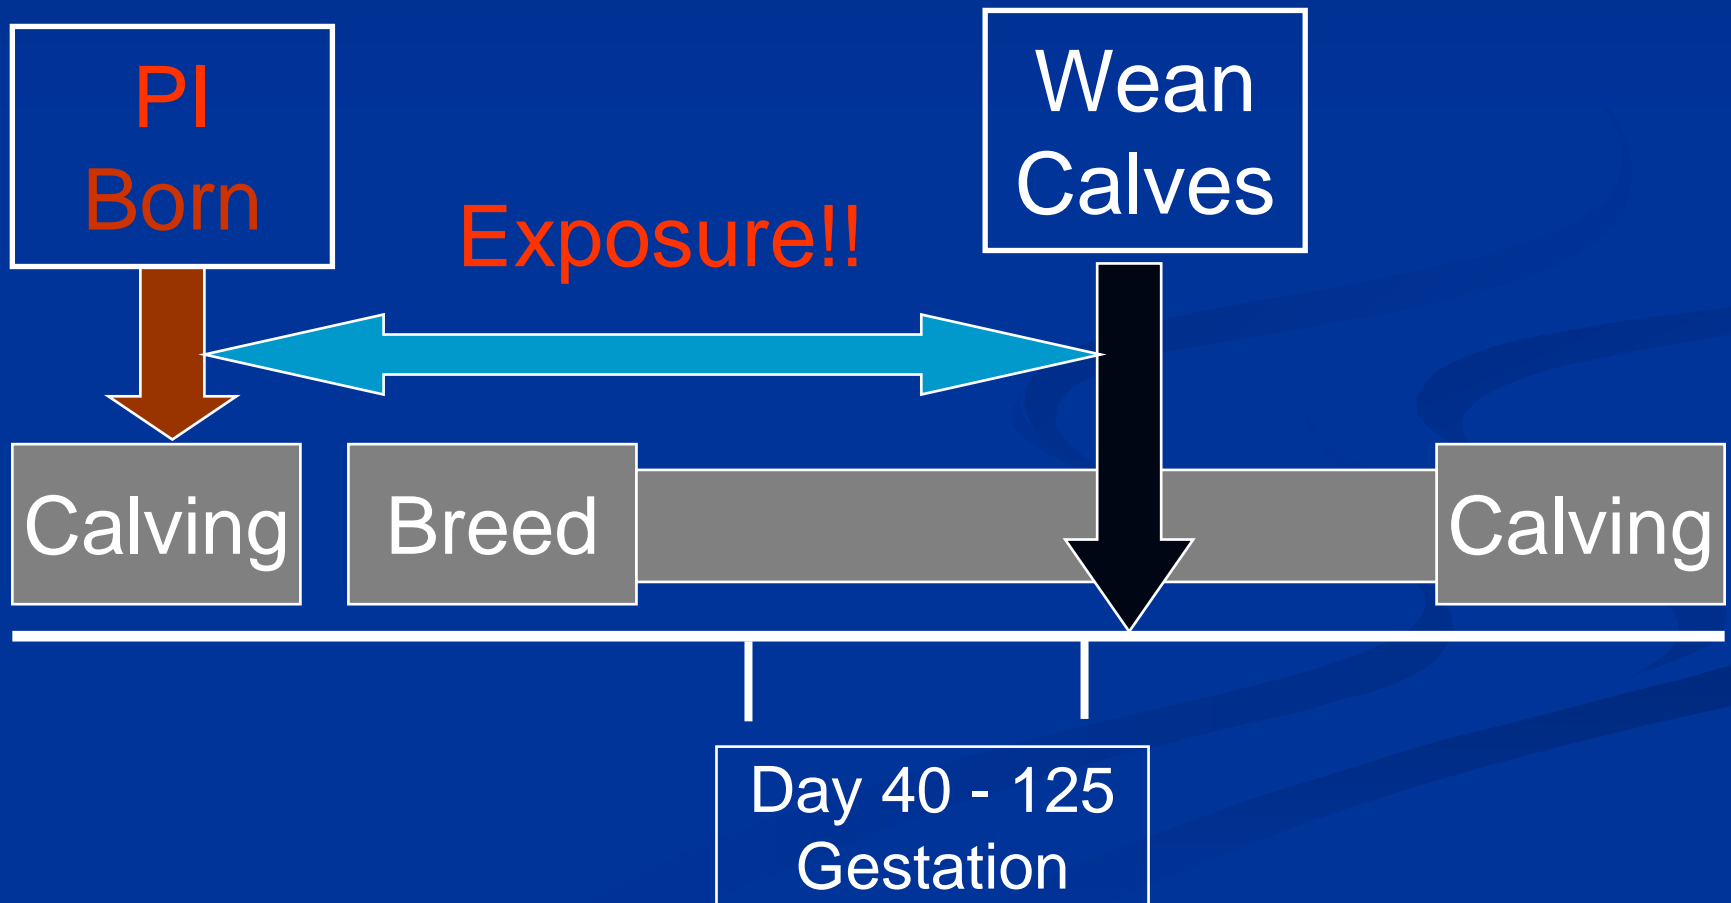 PI
Born
Exposure!!
Wean
Calves
Calving
Breed
Calving
Day 40 - 125
Gestation